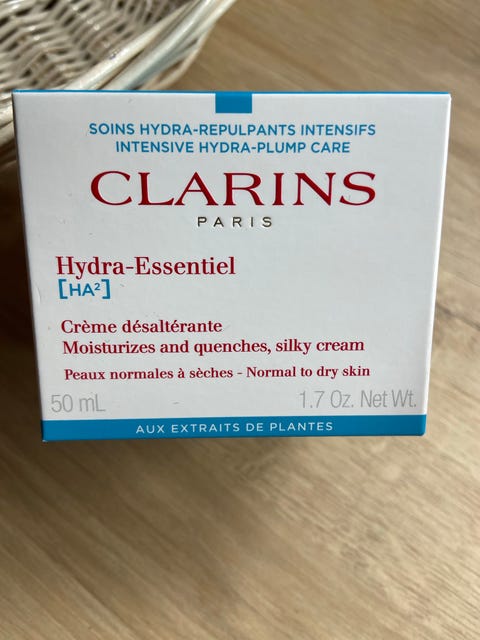 SOINS HYDRA-REPULPANTS INTENSIFS
INTENSIVE HYDRA-PLUMP CARE
CLARINS
PARIS
Hydra-Essentiel
[HA²]
Crème désaltérante
Moisturizes and quenches, silky cream
Peaux normales à sèches - Normal to dry skin
50 mL 1.7 Oz. Net Wt.
AUX EXTRAITS DE PLANTES